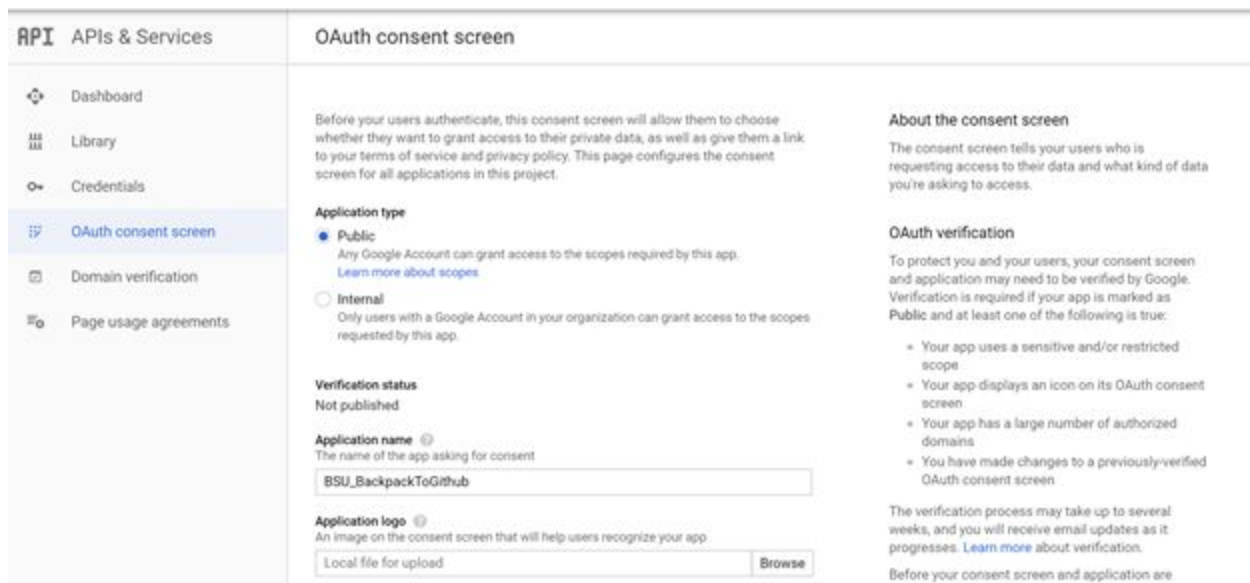 API APIs & Services
Dashboard
Library
Credentials
OAuth consent screen
Domain verification
Page usage agreements
OAuth consent screen
Before your users authenticate, this consent screen will allow them to choose
whether they want to grant access to their private data, as well as give them a link
to your terms of service and privacy policy. This page configures the consent
screen for all applications in this project.
Application type
Public
Any Google Account can grant access to the scopes required by this app.
Learn more about scopes
Internal
Only users with a Google Account in your organization can grant access to the scopes
requested by this app.
Verification status
Not published
Application name
The name of the app asking for consent
BSU_BackpackToGithub
Application logo
An image on the consent screen that will help users recognize your app
Local file for upload Browse
About the consent screen
The consent screen tells your users who is
requesting access to their data and what kind of data
you're asking to access.
OAuth verification
To protect you and your users, your consent screen
and application may need to be verified by Google.
Verification is required if your app is marked as
Public and at least one of the following is true:
Your app uses a sensitive and/or restricted
scope
Your app displays an icon on its OAuth consent
screen
Your app has a large number of authorized
domains
You have made changes to a previously-verified
OAuth consent screen
The verification process may take up to several
weeks, and you will receive email updates as it
progresses. Learn more about verification.
Before your consent screen and application are